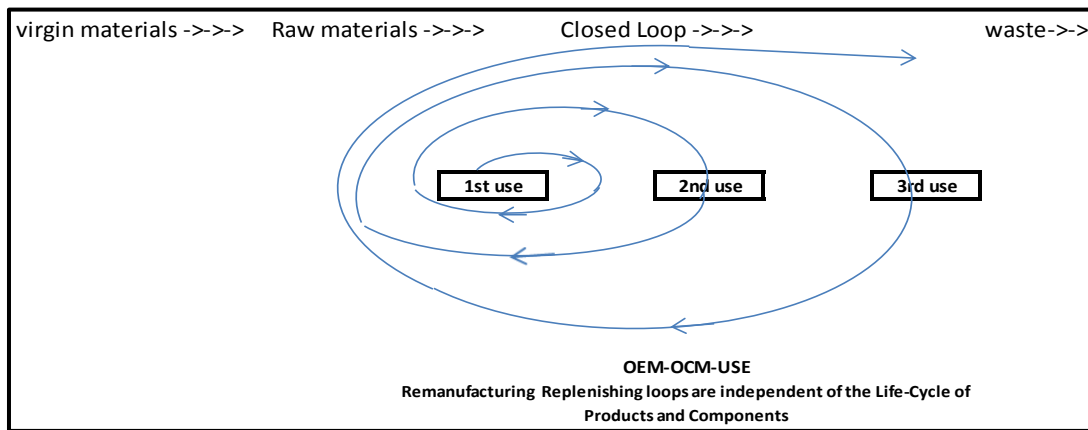 virgin materials ->->-> Raw materials ->->-> Closed Loop ->->-> waste->->
1st use 2nd use 3rd use
OEM-OCM-USE
Remanufacturing Replenishing loops are independent of the Life-Cycle of
Products and Components